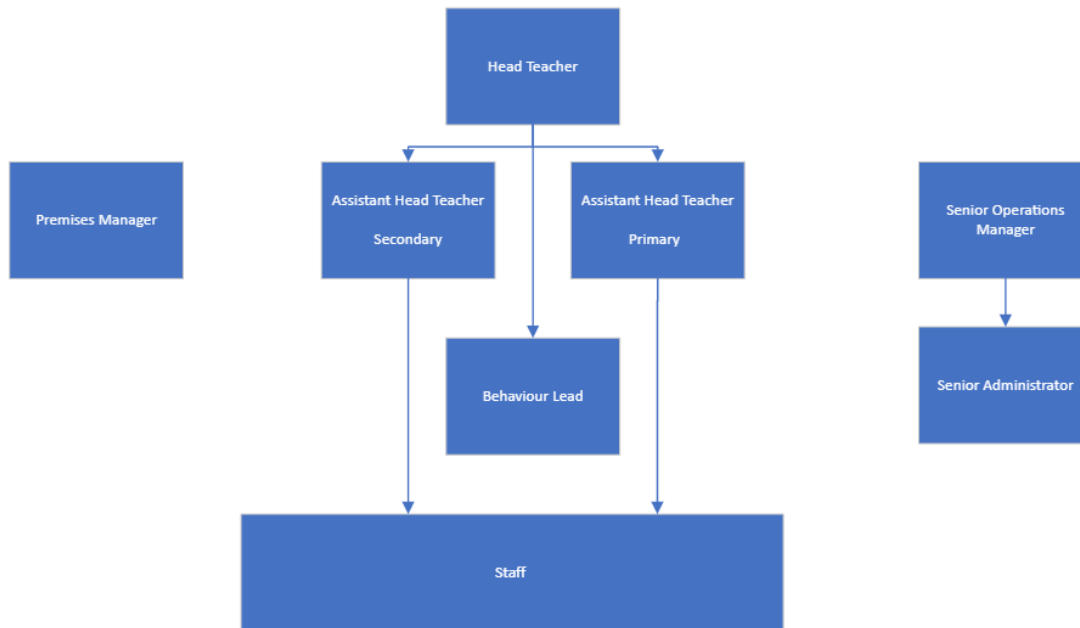 Head Teacher
Premises Manager
Assistant Head Teacher
Secondary
Assistant Head Teacher
Primary
Senior Operations
Manager
Behaviour Lead
Senior Administrator
Staff